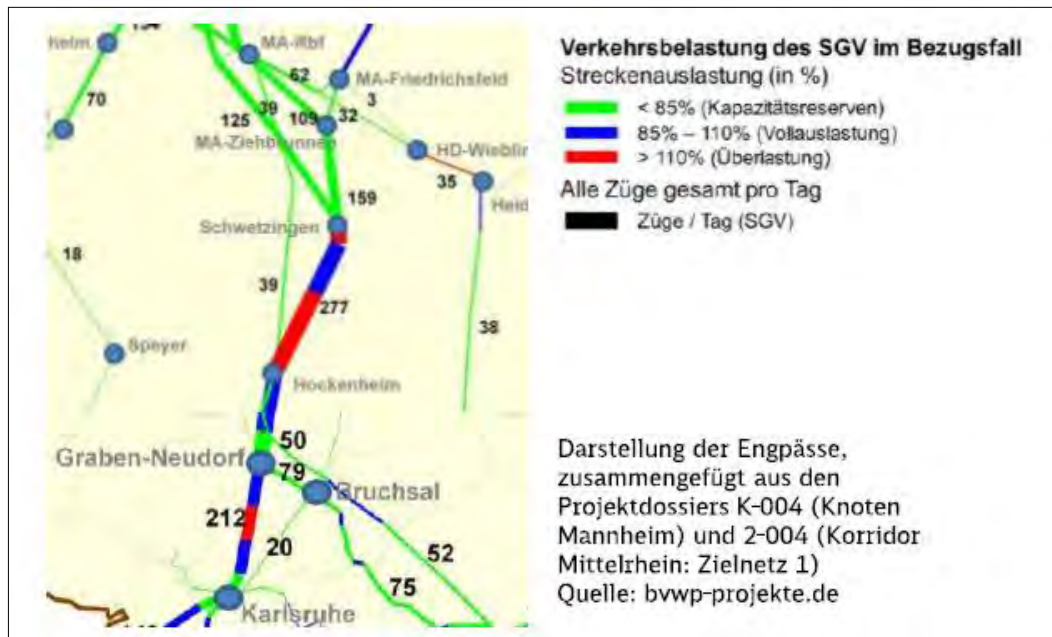 MA-Rbf
62
MA-Friedrichsfeld
70
39
3
125
109
32
MA-Ziehbrunnen
HD-Wieblin
35
159
Heid
Schwetzingen
18
39
277
38
Speyer
Hockenheim
50
Graben-Neudorf
79
Bruchsal
212
20
52
75
Karlsruhe
Verkehrsbelastung des SGV im Bezugsfall
Streckenauslastung (in %)
< 85% (Kapazitätsreserven)
85% – 110% (Vollauslastung)
> 110% (Überlastung)
Alle Züge gesamt pro Tag
Züge / Tag (SGV)
Darstellung der Engpässe,
zusammengefügt aus den
Projektdossiers K-004 (Knoten
Mannheim) und 2-004 (Korridor
Mittelrhein: Zielnetz 1)
Quelle: bvwp-projekte.de